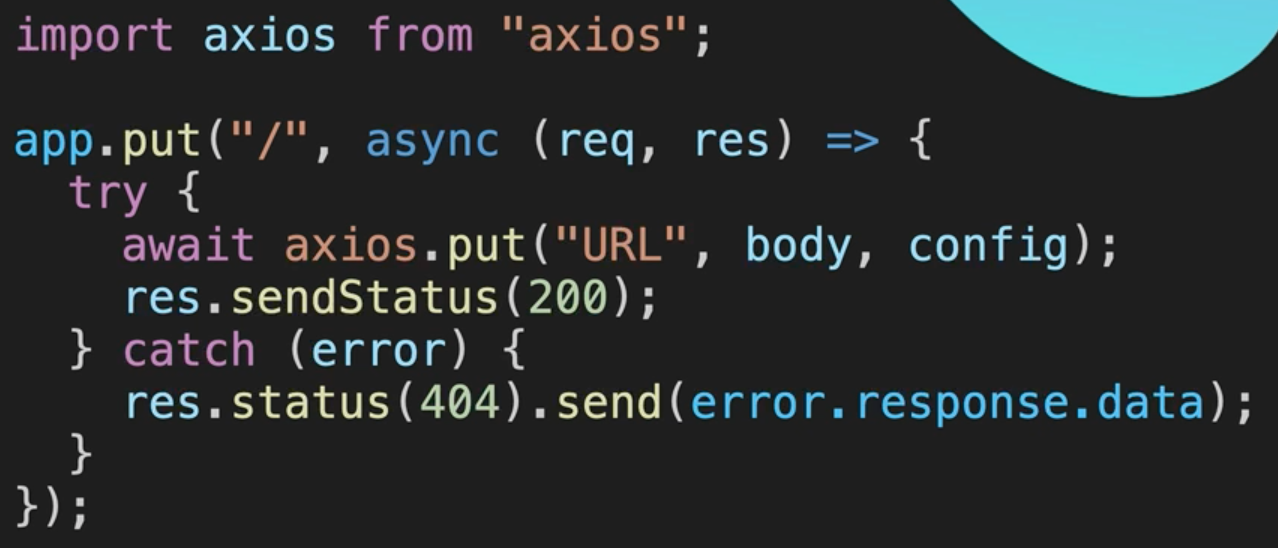 import axios from "axios";
app.put("/", async (req, res) => {
  try {
    await axios.put("URL", body, config);
    res.sendStatus(200);
  } catch (error) {
    res.status(404).send(error.response.data);
  }
});